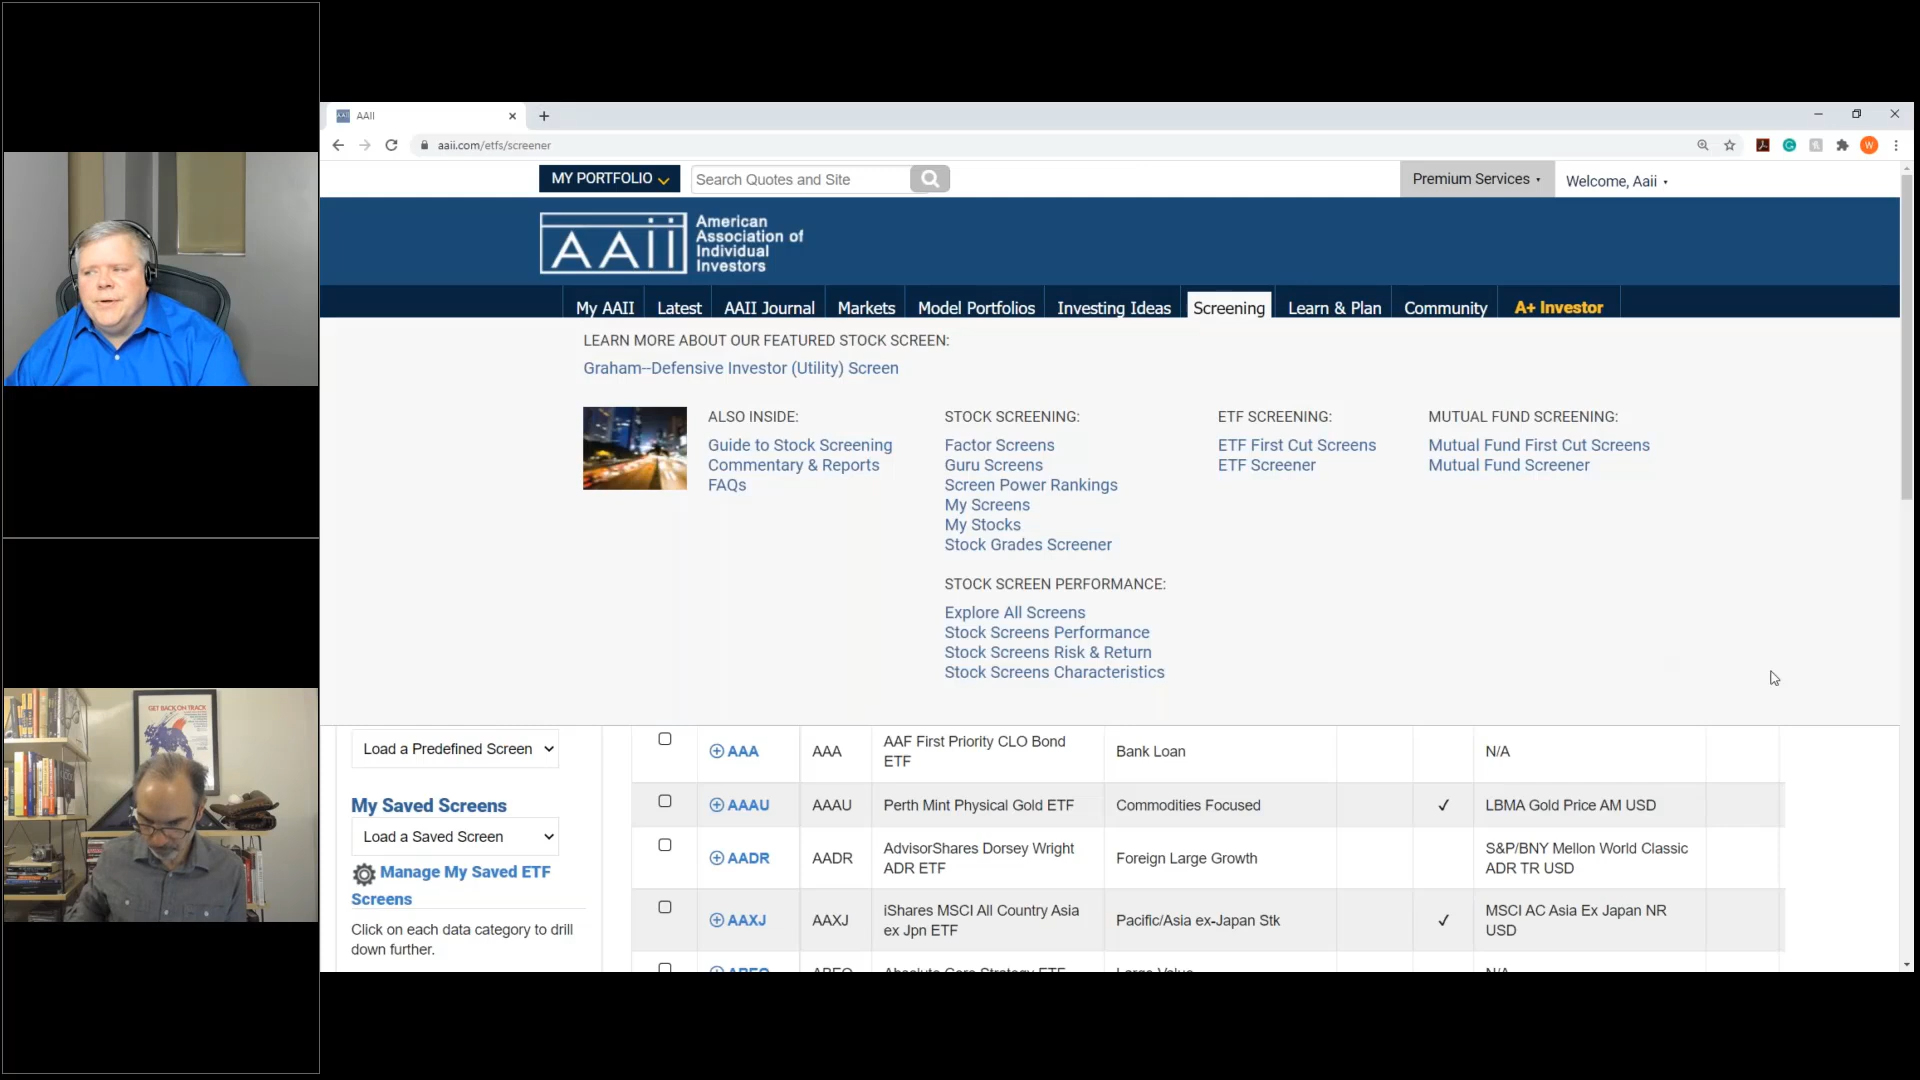 GET BACK ON TRACK
AAII
aaii.com/etfs/screener
W
MY PORTFOLIO
Search Quotes and Site
Premium Services
Welcome, Aaii
AAII
American
Association of
Individual
Investors
My AAII Latest AAII Journal Markets Model Portfolios Investing Ideas Screening Learn & Plan Community A+ Investor
LEARN MORE ABOUT OUR FEATURED STOCK SCREEN:
Graham--Defensive Investor (Utility) Screen
ALSO INSIDE:
Guide to Stock Screening
Commentary & Reports
FAQs
STOCK SCREENING:
Factor Screens
Guru Screens
Screen Power Rankings
My Screens
My Stocks
Stock Grades Screener
STOCK SCREEN PERFORMANCE:
Explore All Screens
Stock Screens Performance
Stock Screens Risk & Return
Stock Screens Characteristics
ETF SCREENING:
ETF First Cut Screens
ETF Screener
MUTUAL FUND SCREENING:
Mutual Fund First Cut Screens
Mutual Fund Screener
Load a Predefined Screen
My Saved Screens
Load a Saved Screen
Manage My Saved ETF
Screens
Click on each data category to drill
down further.
AAA AAA AAF First Priority CLO Bond
ETF Bank Loan N/A
AAAU AAAU Perth Mint Physical Gold ETF Commodities Focused ✓ LBMA Gold Price AM USD
AADR AADR AdvisorShares Dorsey Wright
ADR ETF Foreign Large Growth S&P/BNY Mellon World Classic
ADR TR USD
AAXJ AAXJ iShares MSCI All Country Asia
ex Jpn ETF Pacific/Asia ex-Japan Stk ✓ MSCI AC Asia Ex Japan NR
USD